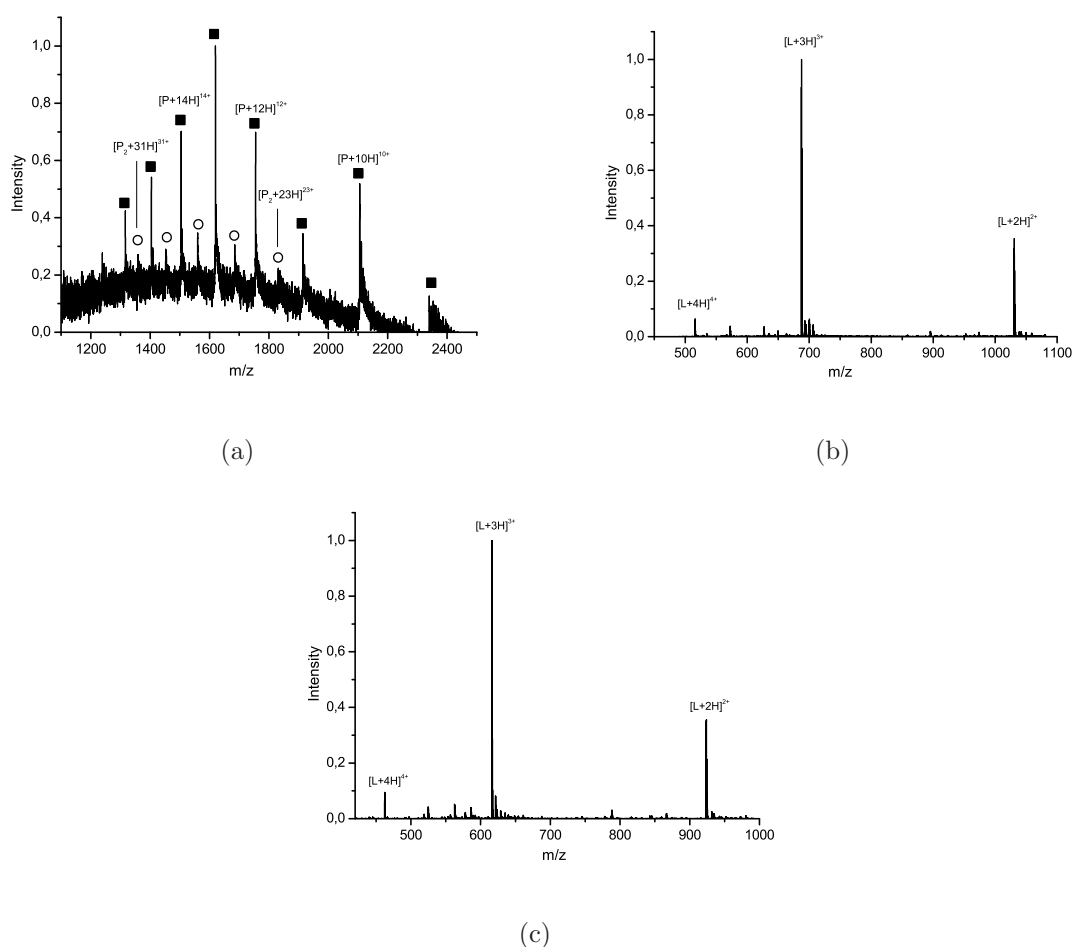 1,0
0,8
0,6
0,4
0,2
0,0
Intensity
[P+14H]¹⁴⁺
[P+12H]¹²⁺
[P₂+31H]³¹⁺
[P+10H]¹⁰⁺
[P₂+23H]²³⁺
1200 1400 1600 1800 2000 2200 2400
m/z
(a)
1,0
0,8
0,6
0,4
0,2
0,0
Intensity
[L+3H]³⁺
[L+2H]²⁺
[L+4H]⁴⁺
500 600 700 800 900 1000 1100
m/z
(b)
1,0
0,8
0,6
0,4
0,2
0,0
Intensity
[L+3H]³⁺
[L+2H]²⁺
[L+4H]⁴⁺
500 600 700 800 900 1000
m/z
(c)